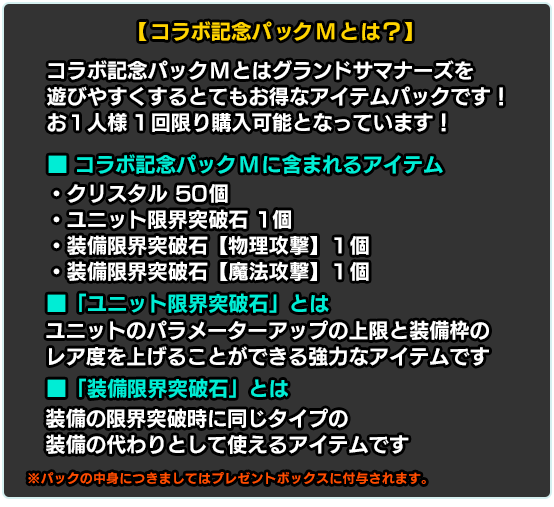 【コラボ記念パックＭとは？】
コラボ記念パックＭとはグランドサマナーズを
遊びやすくするとてもお得なアイテムパックです！
お１人様１回限り購入可能となっています！
■ コラボ記念パックＭに含まれるアイテム
・クリスタル 50個
・ユニット限界突破石 1個
・装備限界突破石【物理攻撃】１個
・装備限界突破石【魔法攻撃】１個
■「ユニット限界突破石」とは
ユニットのパラメーターアップの上限と装備枠の
レア度を上げることができる強力なアイテムです
■「装備限界突破石」とは
装備の限界突破時に同じタイプの
装備の代わりとして使えるアイテムです
※パックの中身につきましてはプレゼントボックスに付与されます。